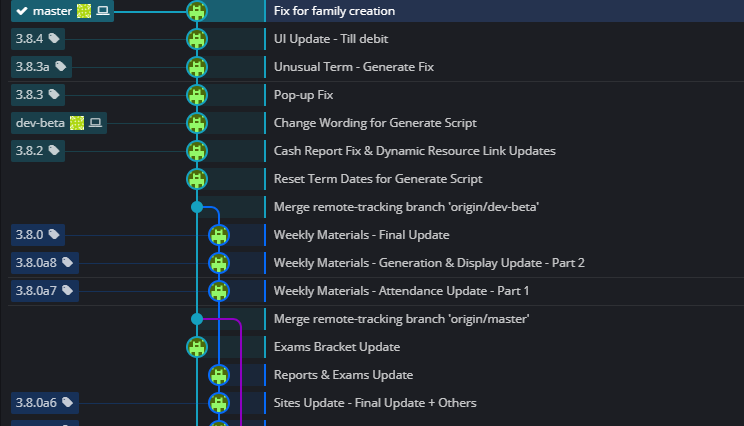 master Fix for family creation
3.8.4 UI Update - Till debit
3.8.3a Unusual Term - Generate Fix
3.8.3 Pop-up Fix
dev-beta Change Wording for Generate Script
3.8.2 Cash Report Fix & Dynamic Resource Link Updates
Reset Term Dates for Generate Script
Merge remote-tracking branch 'origin/dev-beta'
3.8.0 Weekly Materials - Final Update
3.8.0a8 Weekly Materials - Generation & Display Update - Part 2
3.8.0a7 Weekly Materials - Attendance Update - Part 1
Merge remote-tracking branch 'origin/master'
Exams Bracket Update
Reports & Exams Update
3.8.0a6 Sites Update - Final Update + Others